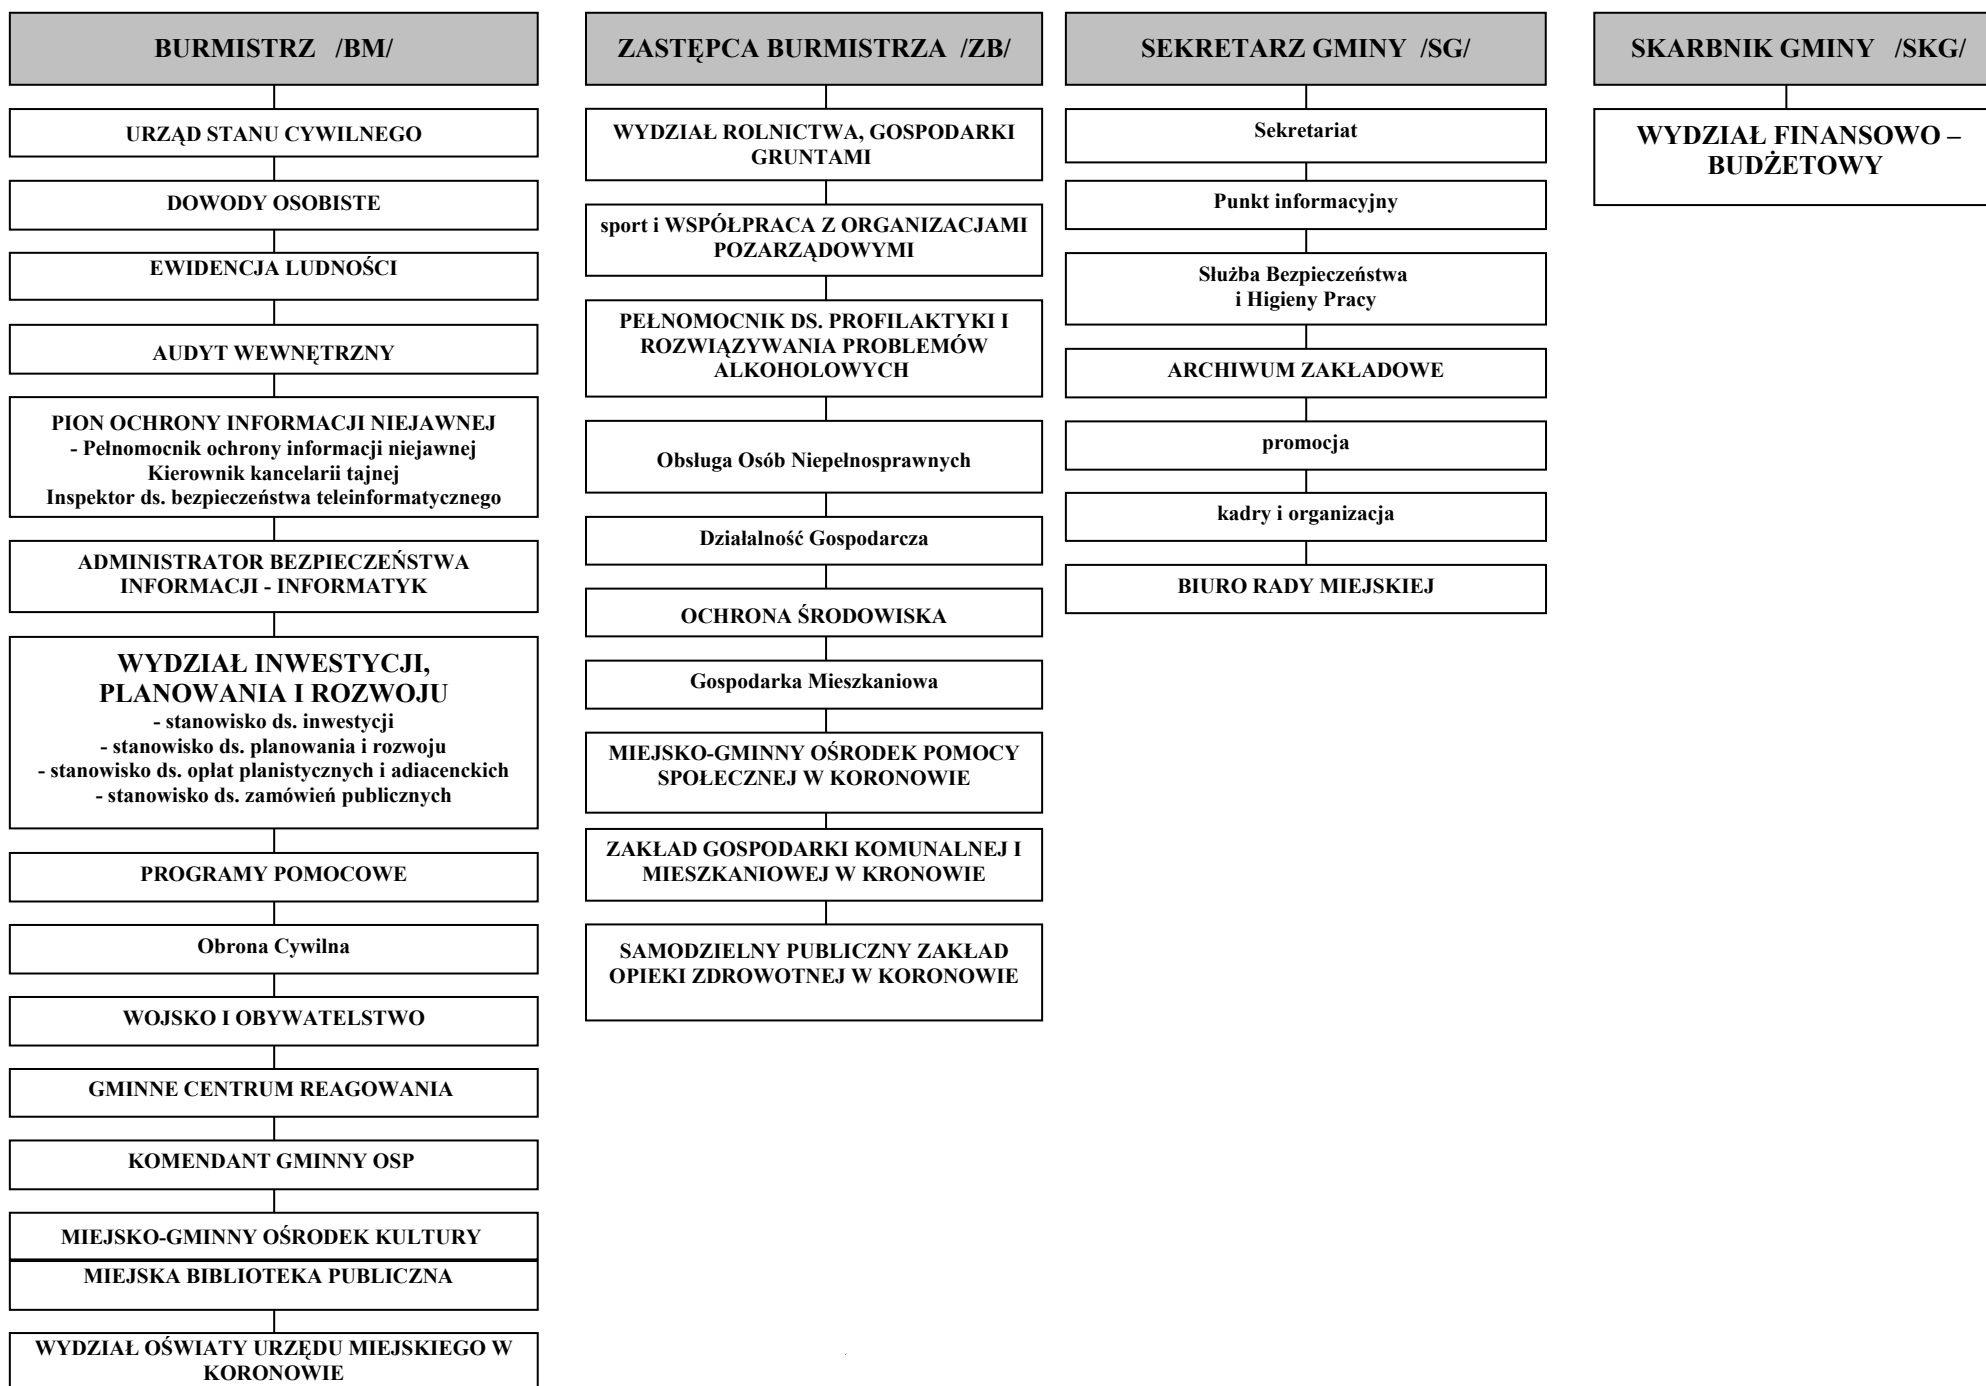 BURMISTRZ /BM/
URZĄD STANU CYWILNEGO
DOWODY OSOBISTE
EWIDENCJA LUDNOŚCI
AUDYT WEWNĘTRZNY
PION OCHRONY INFORMACJI NIEJAWNEJ
- Pełnomocnik ochrony informacji niejawnej
Kierownik kancelarii tajnej
Inspektor ds. bezpieczeństwa teleinformatycznego
ADMINISTRATOR BEZPIECZEŃSTWA
INFORMACJI - INFORMATYK
WYDZIAŁ INWESTYCJI,
PLANOWANIA I ROZWOJU
- stanowisko ds. inwestycji
- stanowisko ds. planowania i rozwoju
- stanowisko ds. opłat planistycznych i adiacenckich
- stanowisko ds. zamówień publicznych
PROGRAMY POMOCOWE
Obrona Cywilna
WOJSKO I OBYWATELSTWO
GMINNE CENTRUM REAGOWANIA
KOMENDANT GMINNY OSP
MIEJSKO-GMINNY OŚRODEK KULTURY
MIEJSKA BIBLIOTEKA PUBLICZNA
WYDZIAŁ OŚWIATY URZĘDU MIEJSKIEGO W
KORONOWIE
ZASTĘPCA BURMISTRZA /ZB/
WYDZIAŁ ROLNICTWA, GOSPODARKI
GRUNTAMI
sport i WSPÓŁPRACA Z ORGANIZACJAMI
POZARZĄDOWYMI
PEŁNOMOCNIK DS. PROFILAKTYKI I
ROZWIĄZYWANIA PROBLEMÓW
ALKOHOLOWYCH
Obsługa Osób Niepełnosprawnych
Działalność Gospodarcza
OCHRONA ŚRODOWISKA
Gospodarka Mieszkaniowa
MIEJSKO-GMINNY OŚRODEK POMOCY
SPOŁECZNEJ W KORONOWIE
ZAKŁAD GOSPODARKI KOMUNALNEJ I
MIESZKANIOWEJ W KRONOWIE
SAMODZIELNY PUBLICZNY ZAKŁAD
OPIEKI ZDROWOTNEJ W KORONOWIE
SEKRETARZ GMINY /SG/
Sekretariat
Punkt informacyjny
Służba Bezpieczeństwa
i Higieny Pracy
ARCHIWUM ZAKŁADOWE
promocja
kadry i organizacja
BIURO RADY MIEJSKIEJ
SKARBNIK GMINY /SKG/
WYDZIAŁ FINANSOWO –
BUDŻETOWY